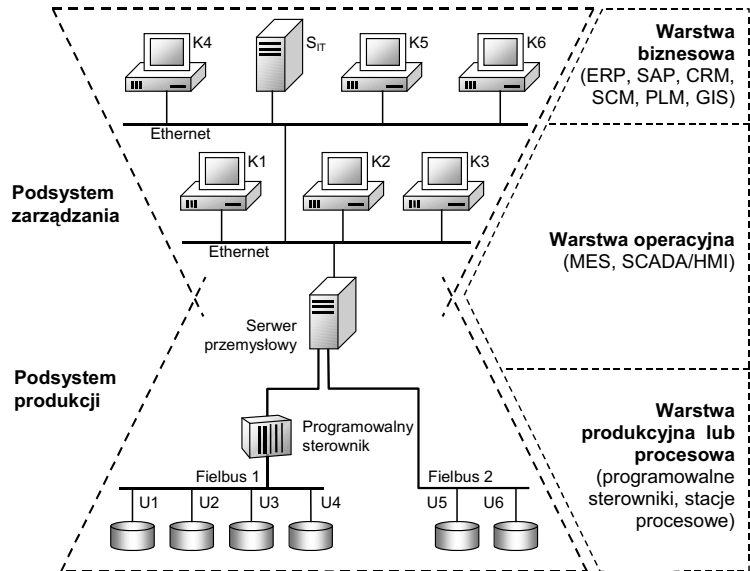 K4
S_IT
K5
K6
Warstwa
biznesowa
(ERP, SAP, CRM,
SCM, PLM, GIS)
Ethernet
K1
K2
K3
Podsystem
zarządzania
Ethernet
Warstwa operacyjna
(MES, SCADA/HMI)
Serwer
przemysłowy
Podsystem
produkcji
Programowalny
sterownik
Warstwa
produkcyjna lub
procesowa
(programowalne
sterowniki, stacje
procesowe)
Fielbus 1
Fielbus 2
U1
U2
U3
U4
U5
U6